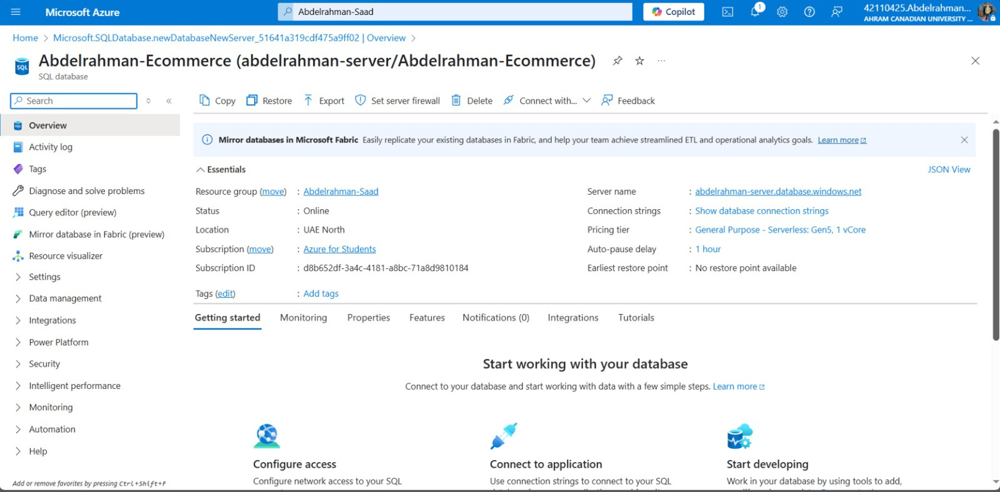 Microsoft Azure
Abdelrahman-Saad
Copilot
1
42110425.Abdelrahman...
AHRAM CANADIAN UNIVERSITY ...
Home > Microsoft.SQLDatabase.newDatabaseNewServer_51641a319cdf475a9ff02 | Overview >
SQL
Abdelrahman-Ecommerce (abdelrahman-server/Abdelrahman-Ecommerce)
...
SQL database
Search
Copy
Restore
Export
Set server firewall
Delete
Connect with...
Feedback
Overview
Activity log
Tags
Diagnose and solve problems
Query editor (preview)
Mirror database in Fabric (preview)
Resource visualizer
Settings
Data management
Integrations
Power Platform
Security
Intelligent performance
Monitoring
Automation
Help
Add or remove favorites by pressing Ctrl+Shift+F
Mirror databases in Microsoft Fabric Easily replicate your existing databases in Fabric, and help your team achieve streamlined ETL and operational analytics goals. Learn more
Essentials
JSON View
Resource group (move) : Abdelrahman-Saad
Status : Online
Location : UAE North
Subscription (move) : Azure for Students
Subscription ID : d8b652df-3a4c-4181-a8bc-71a8d9810184
Tags (edit) : Add tags
Server name : abdelrahman-server.database.windows.net
Connection strings : Show database connection strings
Pricing tier : General Purpose - Serverless: Gen5, 1 vCore
Auto-pause delay : 1 hour
Earliest restore point : No restore point available
Getting started
Monitoring
Properties
Features
Notifications (0)
Integrations
Tutorials
Start working with your database
Connect to your database and start working with data with a few simple steps. Learn more
Configure access
Configure network access to your SQL
Connect to application
Use connection strings to connect to your SQL
Start developing
Work in your database by using tools to add,